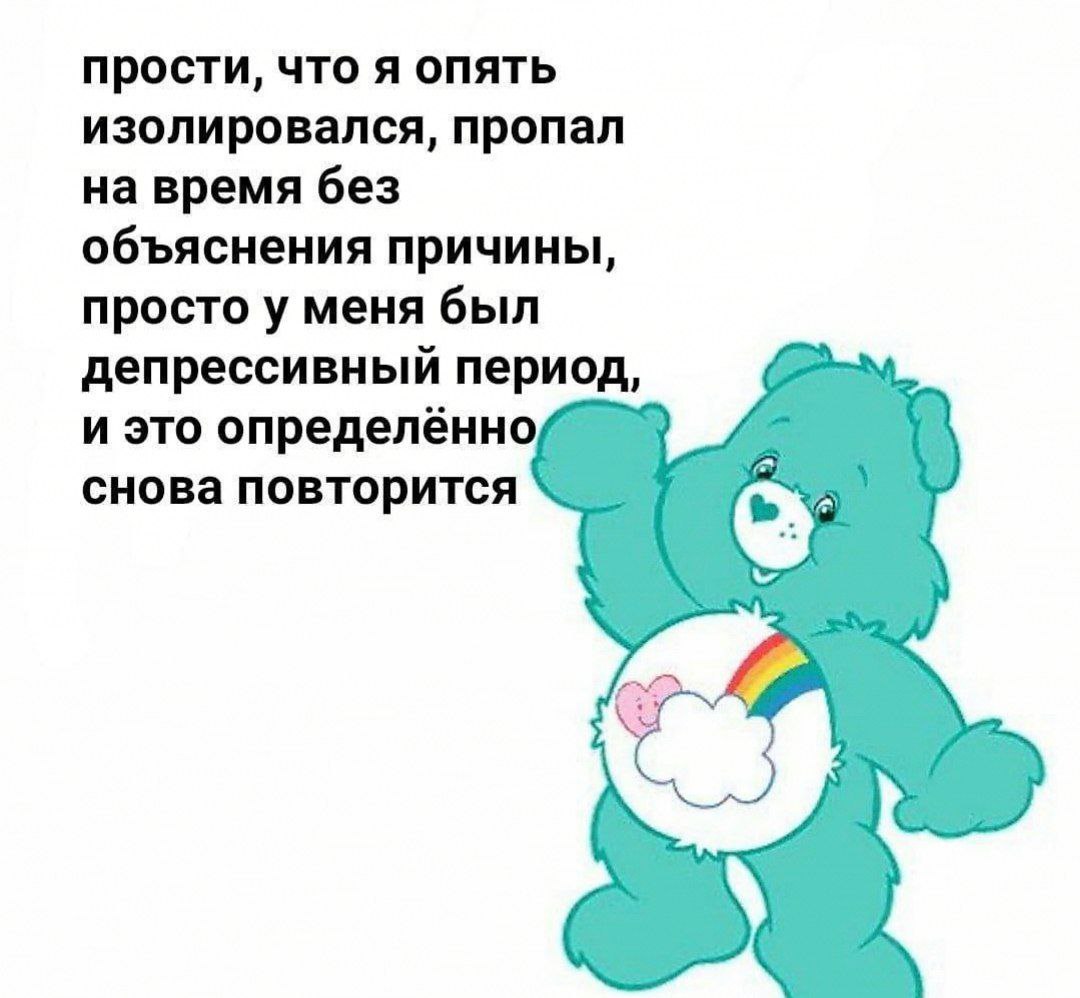 прости, что я опять
изолировался, пропал
на время без
объяснения причины,
просто у меня был
депрессивный период,
и это определённо
снова повторится